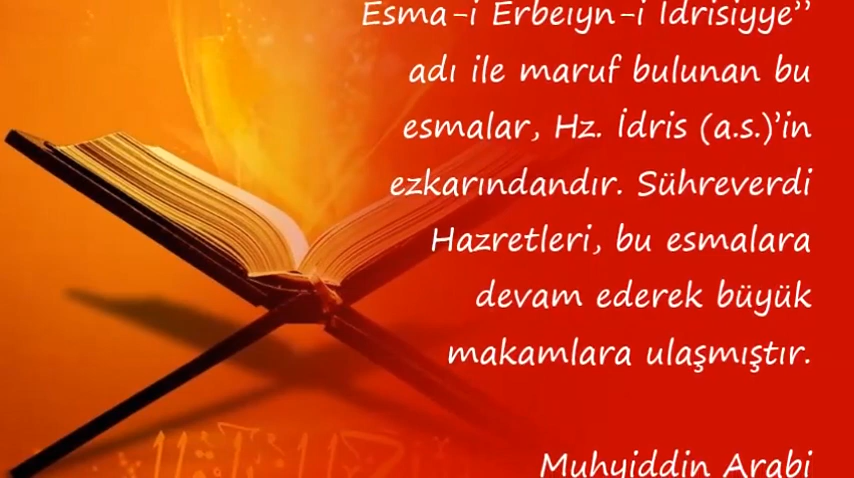 Esma-i Erbeıyn-i İdrisiyye”
adı ile maruf bulunan bu
esmalar, Hz. İdris (a.s.)’in
ezkarındandır. Sühreverdi
Hazretleri, bu esmalara
devam ederek büyük
makamlara ulaşmıştır.
Muhyiddin Arabi